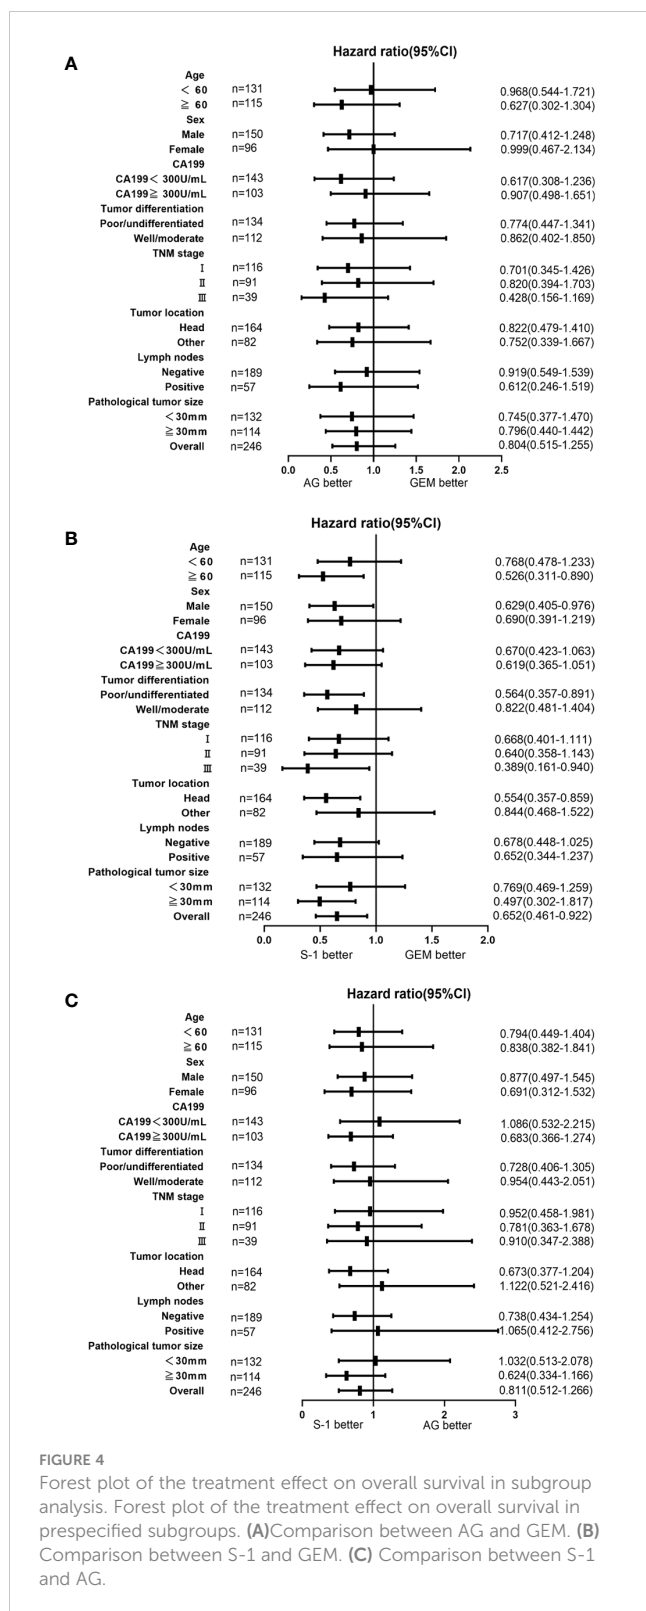 A
Hazard ratio(95%CI)
Age
< 60 n=131 0.968(0.544-1.721)
≧ 60 n=115 0.627(0.302-1.304)
Sex
Male n=150 0.717(0.412-1.248)
Female n=96 0.999(0.467-2.134)
CA199
CA199< 300U/mL n=143 0.617(0.308-1.236)
CA199≧ 300U/mL n=103 0.907(0.498-1.651)
Tumor differentiation
Poor/undifferentiated n=134 0.774(0.447-1.341)
Well/moderate n=112 0.862(0.402-1.850)
TNM stage
Ⅰ n=116 0.701(0.345-1.426)
Ⅱ n=91 0.820(0.394-1.703)
Ⅲ n=39 0.428(0.156-1.169)
Tumor location
Head n=164 0.822(0.479-1.410)
Other n=82 0.752(0.339-1.667)
Lymph nodes
Negative n=189 0.919(0.549-1.539)
Positive n=57 0.612(0.246-1.519)
Pathological tumor size
<30mm n=132 0.745(0.377-1.470)
≧30mm n=114 0.796(0.440-1.442)
Overall n=246 0.804(0.515-1.255)
0.0 0.5 1.0 1.5 2.0 2.5
AG better GEM better
B
Hazard ratio(95%CI)
Age
< 60 n=131 0.768(0.478-1.233)
≧ 60 n=115 0.526(0.311-0.890)
Sex
Male n=150 0.629(0.405-0.976)
Female n=96 0.690(0.391-1.219)
CA199
CA199<300U/mL n=143 0.670(0.423-1.063)
CA199≧300U/mL n=103 0.619(0.365-1.051)
Tumor differentiation
Poor/undifferentiated n=134 0.564(0.357-0.891)
Well/moderate n=112 0.822(0.481-1.404)
TNM stage
Ⅰ n=116 0.668(0.401-1.111)
Ⅱ n=91 0.640(0.358-1.143)
Ⅲ n=39 0.389(0.161-0.940)
Tumor location
Head n=164 0.554(0.357-0.859)
Other n=82 0.844(0.468-1.522)
Lymph nodes
Negative n=189 0.678(0.448-1.025)
Positive n=57 0.652(0.344-1.237)
Pathological tumor size
<30mm n=132 0.769(0.469-1.259)
≧30mm n=114 0.497(0.302-1.817)
Overall n=246 0.652(0.461-0.922)
0.0 0.5 1.0 1.5 2.0
S-1 better GEM better
C
Hazard ratio(95%CI)
Age
< 60 n=131 0.794(0.449-1.404)
≧ 60 n=115 0.838(0.382-1.841)
Sex
Male n=150 0.877(0.497-1.545)
Female n=96 0.691(0.312-1.532)
CA199
CA199<300U/mL n=143 1.086(0.532-2.215)
CA199≧300U/mL n=103 0.683(0.366-1.274)
Tumor differentiation
Poor/undifferentiated n=134 0.728(0.406-1.305)
Well/moderate n=112 0.954(0.443-2.051)
TNM stage
Ⅰ n=116 0.952(0.458-1.981)
Ⅱ n=91 0.781(0.363-1.678)
Ⅲ n=39 0.910(0.347-2.388)
Tumor location
Head n=164 0.673(0.377-1.204)
Other n=82 1.122(0.521-2.416)
Lymph nodes
Negative n=189 0.738(0.434-1.254)
Positive n=57 1.065(0.412-2.756)
Pathological tumor size
<30mm n=132 1.032(0.513-2.078)
≧30mm n=114 0.624(0.334-1.166)
Overall n=246 0.811(0.512-1.266)
0 1 2 3
S-1 better AG better
FIGURE 4
Forest plot of the treatment effect on overall survival in subgroup
analysis. Forest plot of the treatment effect on overall survival in
prespecified subgroups. (A)Comparison between AG and GEM. (B)
Comparison between S-1 and GEM. (C) Comparison between S-1
and AG.